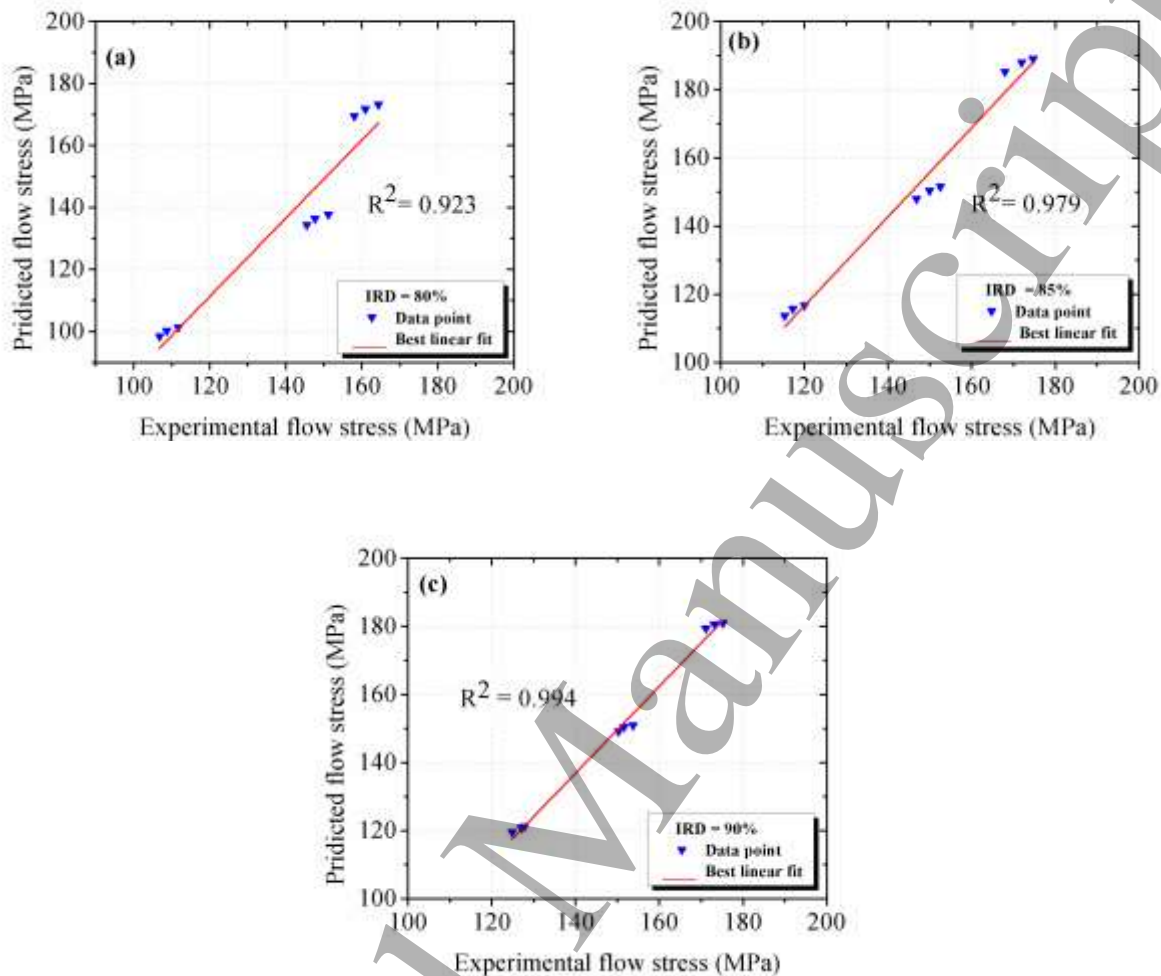 (a)
200
180
160
140
120
100
Pridicted flow stress (MPa)
R2= 0.923
IRD = 80%
Data point
Best linear fit
100 120 140 160 180 200
Experimental flow stress (MPa)
(b)
200
180
160
140
120
100
Pridicted flow stress (MPa)
R2= 0.979
IRD = 85%
Data point
Best linear fit
100 120 140 160 180 200
Experimental flow stress (MPa)
(c)
200
180
160
140
120
100
Pridicted flow stress (MPa)
R2 = 0.994
IRD = 90%
Data point
Best linear fit
100 120 140 160 180 200
Experimental flow stress (MPa)
Manuscrip